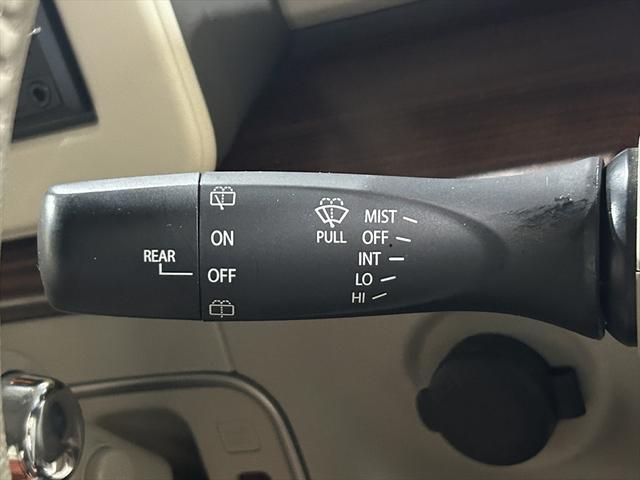 MIST
PULL OFF
ON
INT
REAR
OFF
LO
HI